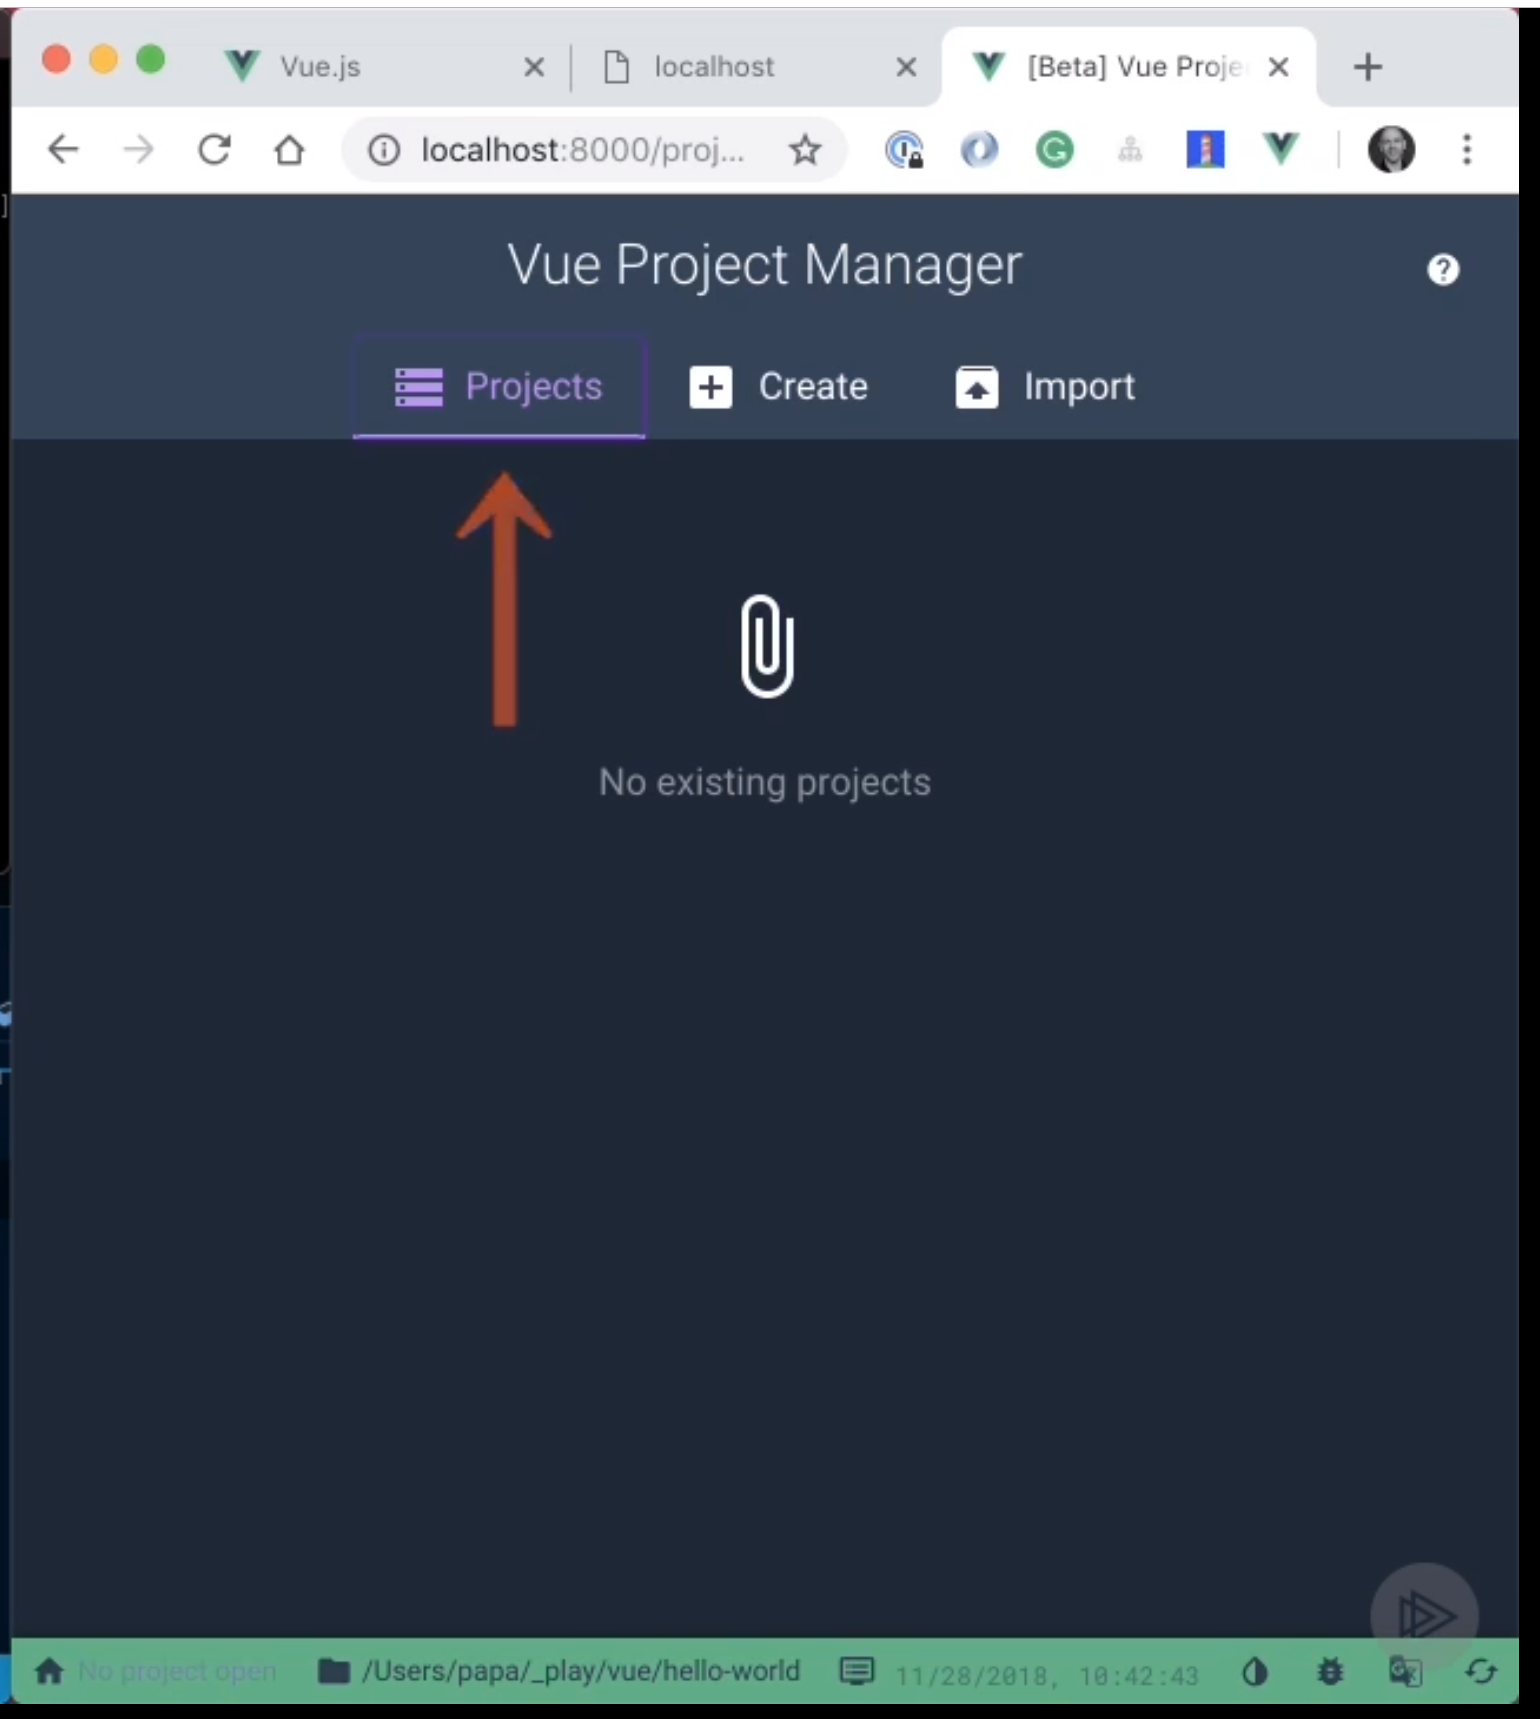 Vue.js
localhost
[Beta] Vue Proje
localhost:8000/proj...
Vue Project Manager
Projects
Create
Import
No existing projects
No project open
/Users/papa/_play/vue/hello-world
11/28/2018, 10:42:43